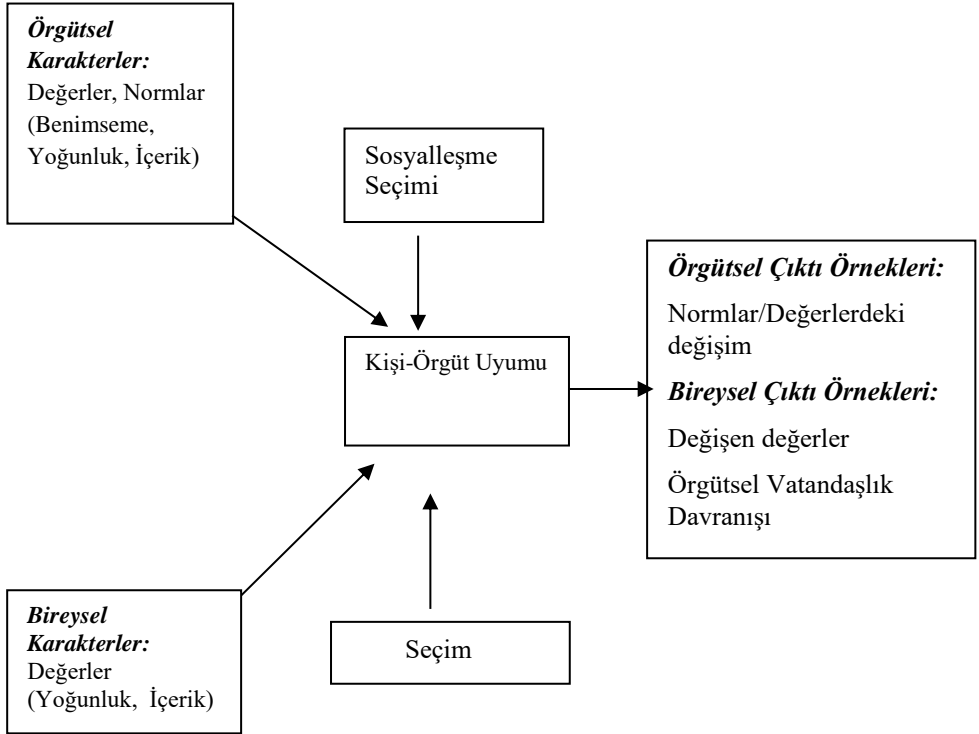 Örgütsel
Karakterler:
Değerler, Normlar
(Benimseme,
Yoğunluk, İçerik)
Sosyalleşme
Seçimi
Kişi-Örgüt Uyumu
Örgütsel Çıktı Örnekleri:
Normlar/Değerlerdeki
değişim
Bireysel Çıktı Örnekleri:
Değişen değerler
Örgütsel Vatandaşlık
Davranışı
Bireysel
Karakterler:
Değerler
(Yoğunluk, İçerik)
Seçim